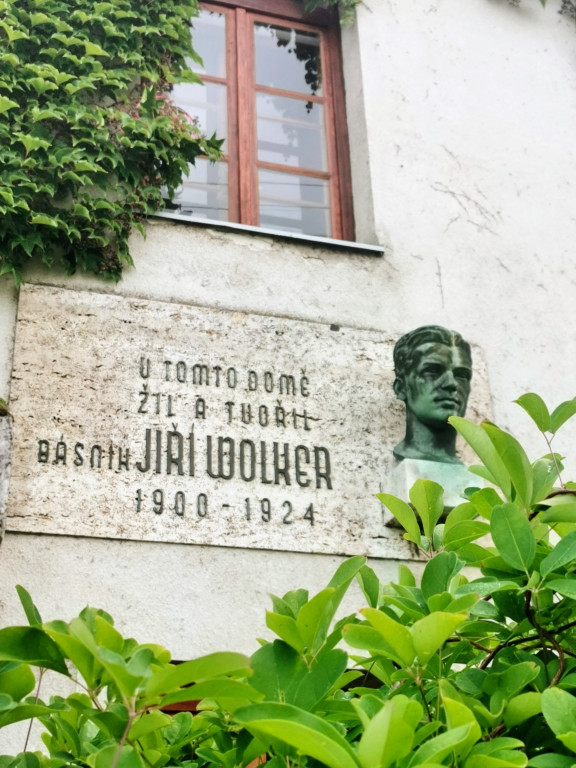 U TOMTO DOMĚ
ŽIL A TVOŘIL
BÁSNÍK JIŘÍ WOLKER
1900 - 1924